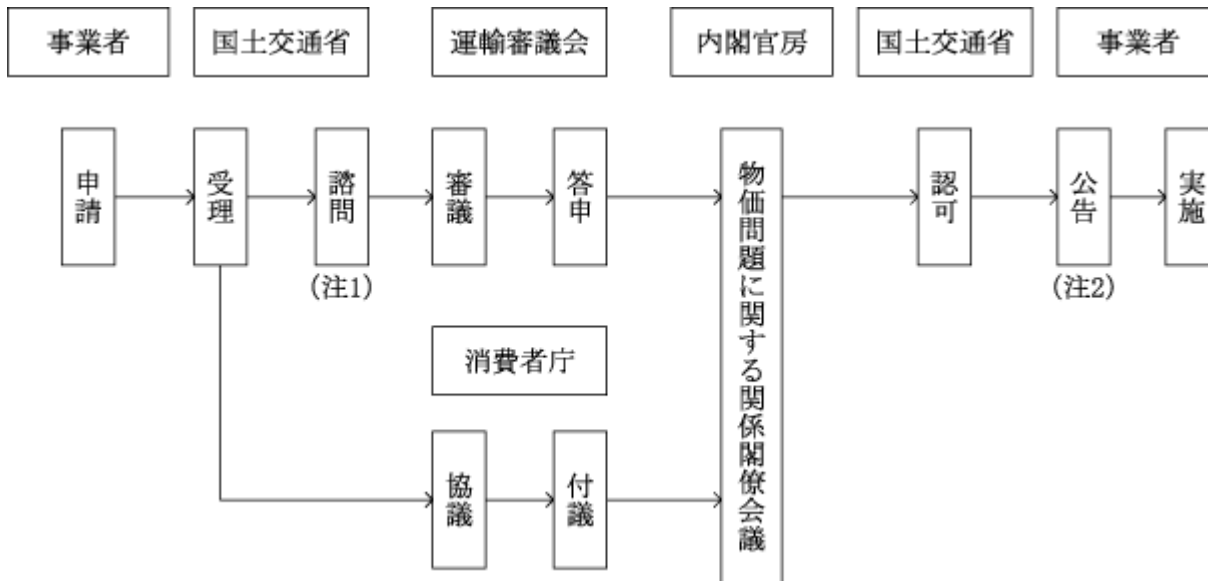 事業者
国土交通省
運輸審議会
内閣官房
国土交通省
事業者
申請
受理
諮問
審議
答申
物価問題に関する関係閣僚会議
認可
公告
実施
(注1)
(注2)
消費者庁
協議
付議